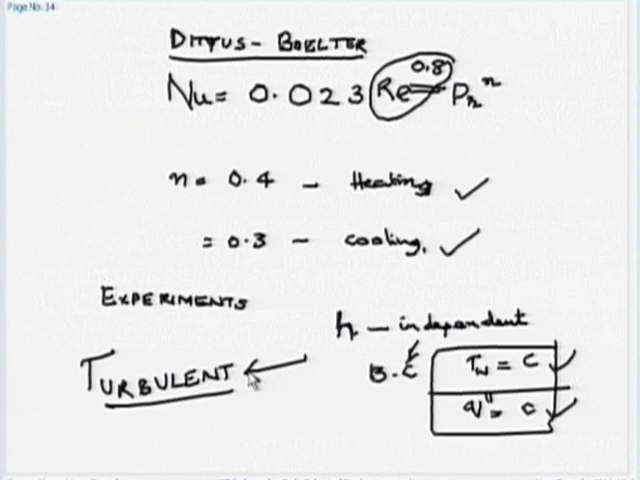 Page No: 34
DITTUS - BOELTER
Nu = 0.023 Re^0.8 Pr^n
n = 0.4 - Heating ✓
= 0.3 - cooling. ✓
EXPERIMENTS
h - independent
TURBULENT ←
B.C
Tw = C ✓
q'' = C ✓